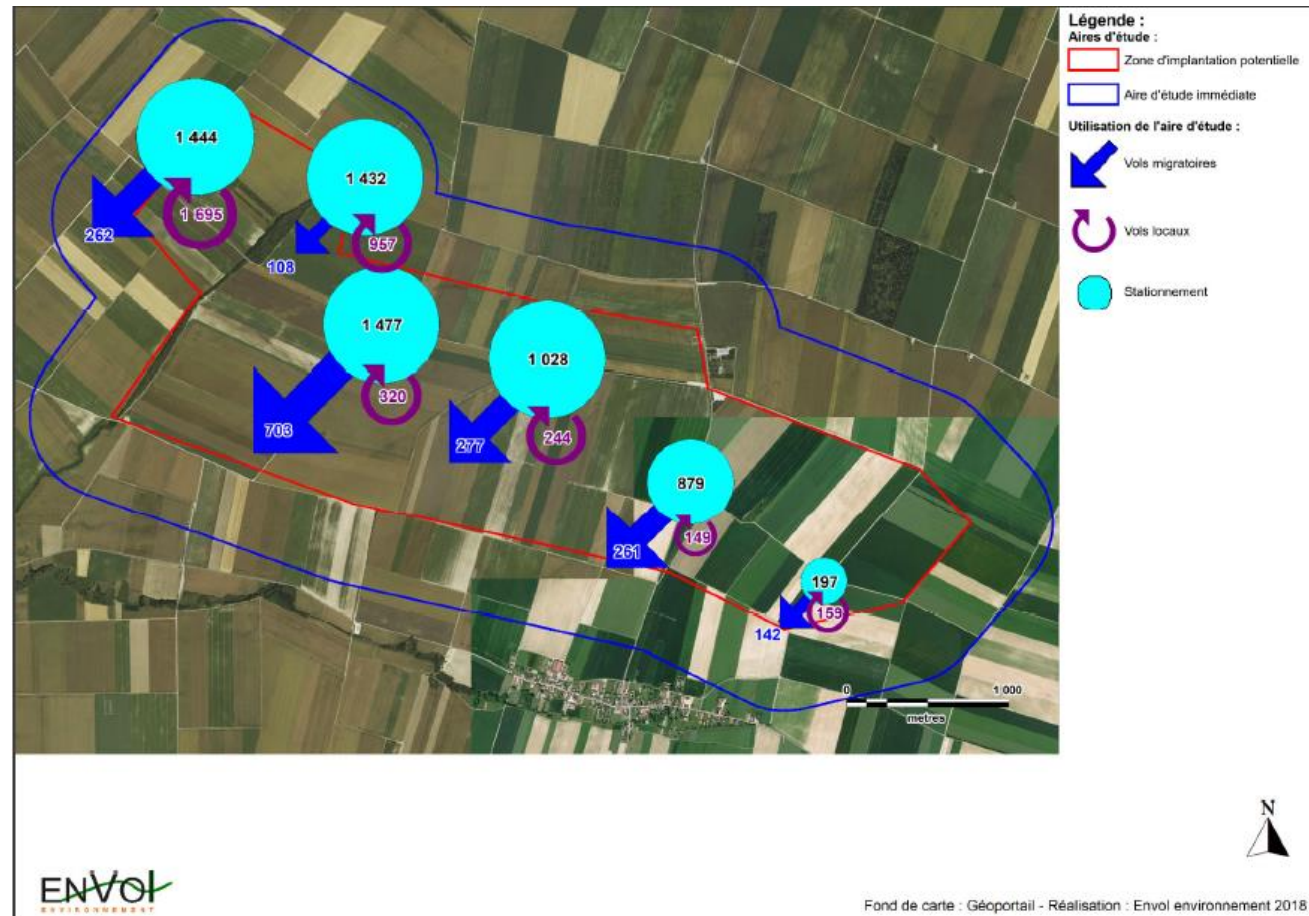 Légende :
Aires d'étude :
Zone d'implantation potentielle
Aire d'étude immédiate
Utilisation de l'aire d'étude :
Vols migratoires
Vols locaux
Stationnement
1 444
1 695
262
1 432
957
108
1 477
320
703
1 028
244
277
879
149
261
197
159
142
0 1 000
metres
N
ENVOl
ENVIRONNEMENT
Fond de carte : Géoportail - Réalisation : Envol environnement 2018